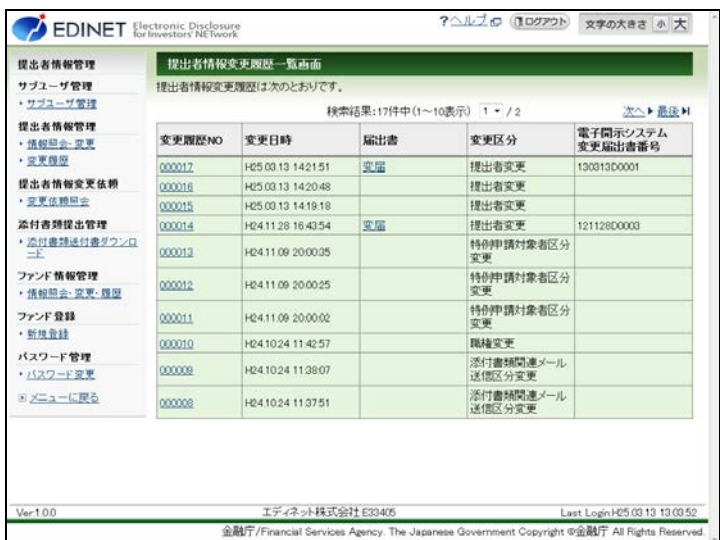 EDINET Electronic Disclosure for Investors' NETwork
?ヘルプ ログアウト 文字の大きさ 小 大
提出者情報管理
サブユーザ管理
・サブユーザ管理
提出者情報管理
・情報照会・変更
・変更履歴
提出者情報変更依頼
・変更依頼照会
添付書類提出管理
・添付書類送付書ダウンロ
ード
ファンド情報管理
・情報照会・変更・履歴
ファンド登録
・新規登録
パスワード管理
・パスワード変更
メニューに戻る
提出者情報変更履歴一覧画面
提出者情報変更履歴は次のとおりです。
検索結果:17件中(1~10表示) 1 / 2 次へ 最後
変更履歴NO 変更日時 届出書 変更区分 電子開示システム変更届出書番号
000017 H25.03.13 14:21:51 変届 提出者変更 130313D0001
000016 H25.03.13 14:20:48 提出者変更
000015 H25.03.13 14:19:18 提出者変更
000014 H24.11.28 16:43:54 変届 提出者変更 121128D0003
000013 H24.11.09 20:00:35 特例申請対象者区分変更
000012 H24.11.09 20:00:25 特例申請対象者区分変更
000011 H24.11.09 20:00:02 特例申請対象者区分変更
000010 H24.10.24 11:42:57 職権変更
000009 H24.10.24 11:38:07 添付書類関連メール送信区分変更
000008 H24.10.24 11:37:51 添付書類関連メール送信区分変更
Ver1.0.0 エディネット株式会社 E33405 Last Login:H25.03.13 13:03:52
金融庁/Financial Services Agency. The Japanese Government Copyright ©金融庁 All Rights Reserved.